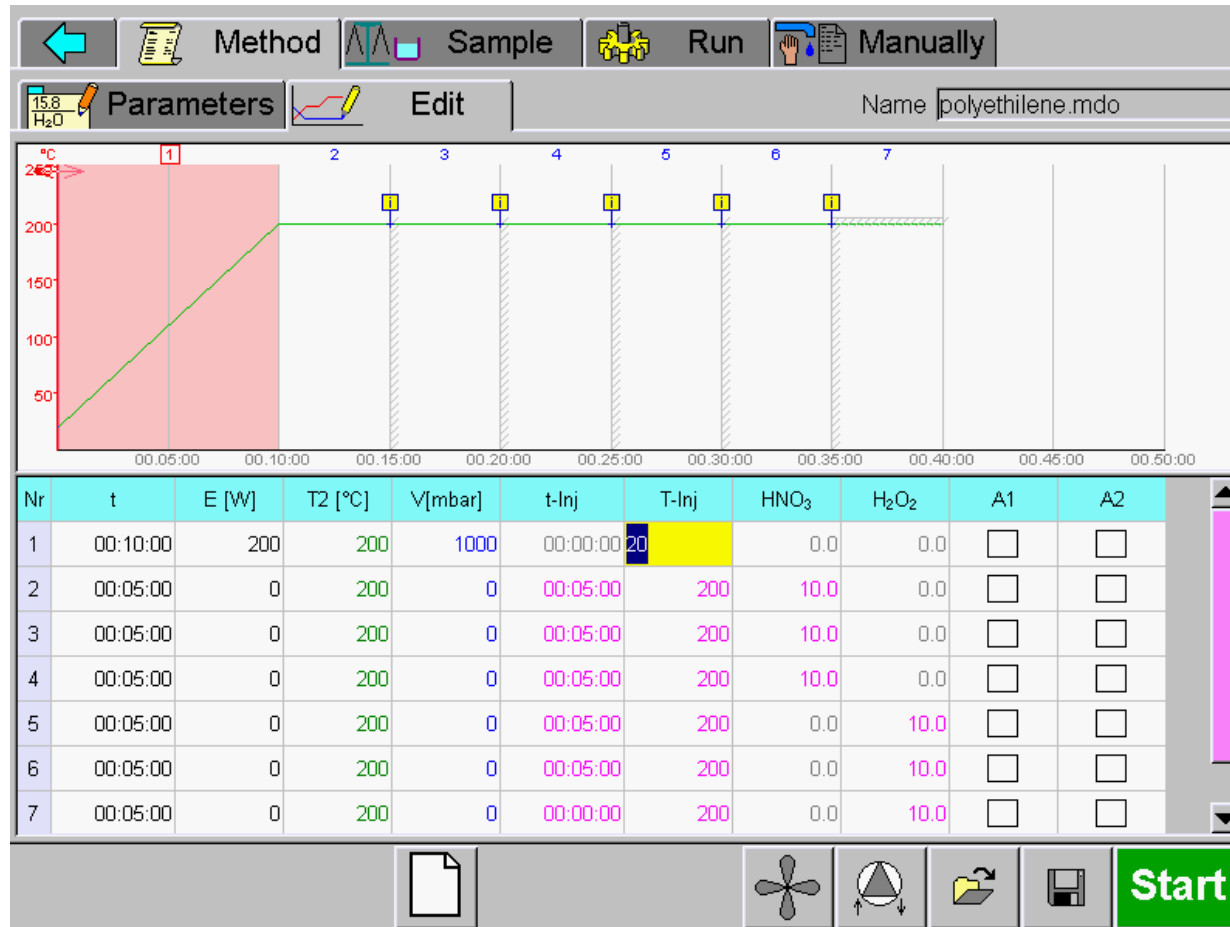 Method Sample Run Manually
15.8 H₂O Parameters Edit Name polyethilene.mdo
°C 1 2 3 4 5 6 7
i i i i i
200
150
100
50
00.05:00 00.10:00 00.15:00 00.20:00 00.25:00 00.30:00 00.35:00 00.40:00 00.45:00 00.50:00
Nr t E [W] T2 [°C] V[mbar] t-Inj T-Inj HNO₃ H₂O₂ A1 A2
1 00:10:00 200 200 1000 00:00:00 20 0.0 0.0
2 00:05:00 0 200 0 00:05:00 200 10.0 0.0
3 00:05:00 0 200 0 00:05:00 200 10.0 0.0
4 00:05:00 0 200 0 00:05:00 200 10.0 0.0
5 00:05:00 0 200 0 00:05:00 200 0.0 10.0
6 00:05:00 0 200 0 00:05:00 200 0.0 10.0
7 00:05:00 0 200 0 00:00:00 200 0.0 10.0
Start